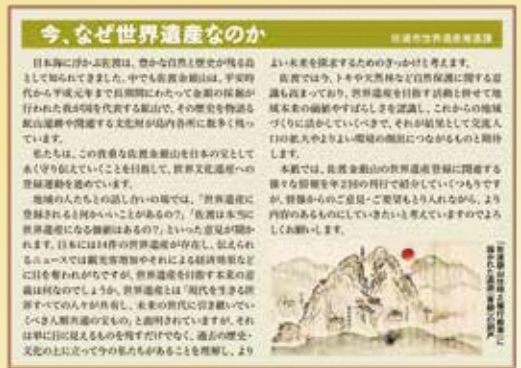 今、なぜ世界遺産なのか
佐渡市世界遺産推進課
日本海に浮かぶ佐渡は、豊かな自然と歴史が残る島
として知られてきました。中でも佐渡金銀山は、平安時
代から平成元年まで長期間にわたって金銀の採掘が
行われた我が国を代表する鉱山で、その歴史を物語る
鉱山遺跡や関連する文化財が島内各所に数多く残っ
ています。
私たちは、この貴重な佐渡金銀山を日本の宝として
永く守り伝えていくことを目指して、世界文化遺産への
登録運動を進めています。
地域の人たちとの話し合いの場では、「世界遺産に
登録されると何かいいことがあるの?」、「佐渡は本当に
世界遺産になる価値はあるの?」といった意見が聞か
れます。日本には14件の世界遺産が存在し、伝えられ
るニュースでは観光客増加やそれによる経済効果など
に目を奪われがちですが、世界遺産を目指す本来の意
義は何なのでしょうか。世界遺産とは「現代を生きる世
界すべての人々が共有し、未来の世代に引き継いでい
くべき人類共通の宝もの」と説明されていますが、それ
は単に目に見えるものを残すだけでなく、過去の歴史・
文化の上に立って今の私たちがあることを理解し、より
よい未来を探求するためのきっかけと考えます。
佐渡では今、トキや天然杉など自然保護に関する意
識も高まっており、世界遺産を目指す活動と併せて地
域本来の価値やすばらしさを認識し、これからの地域
づくりに活かしていくべきで、それが結果として交流人
口の拡大やよりよい環境の創出につながるものと期待
します。
本紙では、佐渡金銀山の世界遺産登録に関連する
様々な情報を年2回の刊行で紹介していくつもりです
が、皆様からのご意見・ご要望もとり入れながら、より
内容のあるものにしていきたいと考えていますのでよろ
しくお願いします。